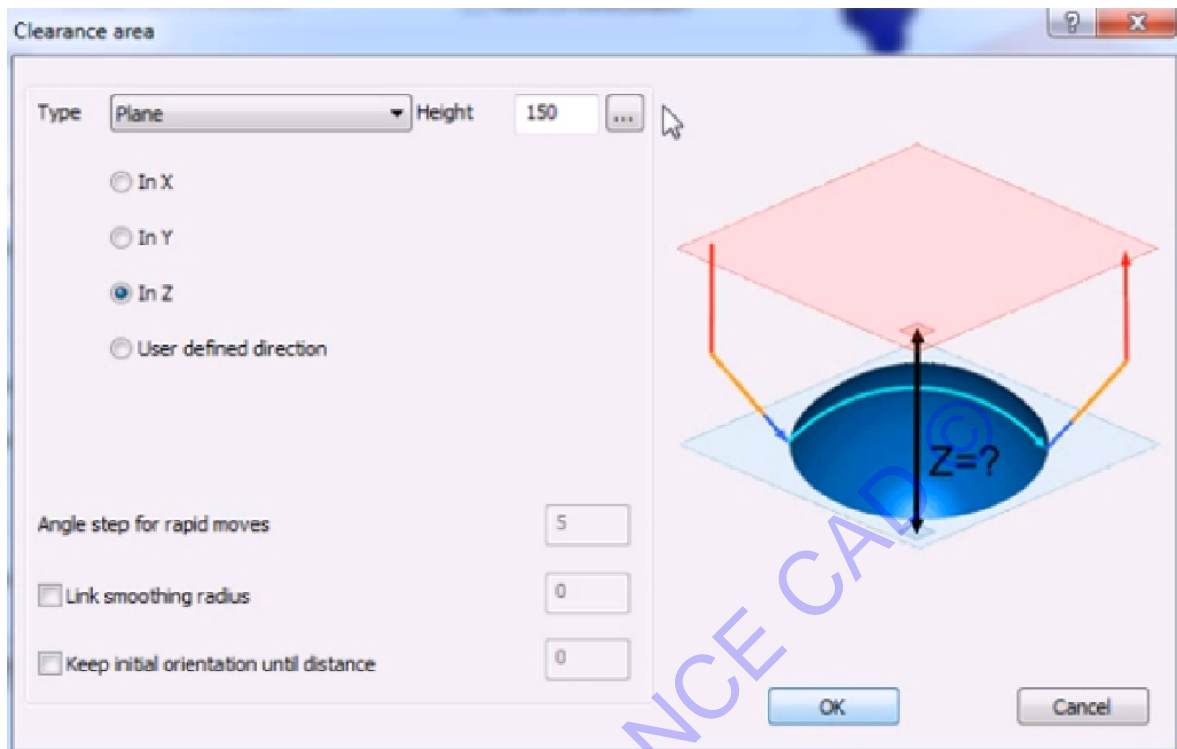 Clearance area
? X
Type Plane Height 150 ...
In X
In Y
In Z
User defined direction
Z=?
Angle step for rapid moves 5
Link smoothing radius 0
Keep initial orientation until distance 0
OK Cancel
NCE CAD ©